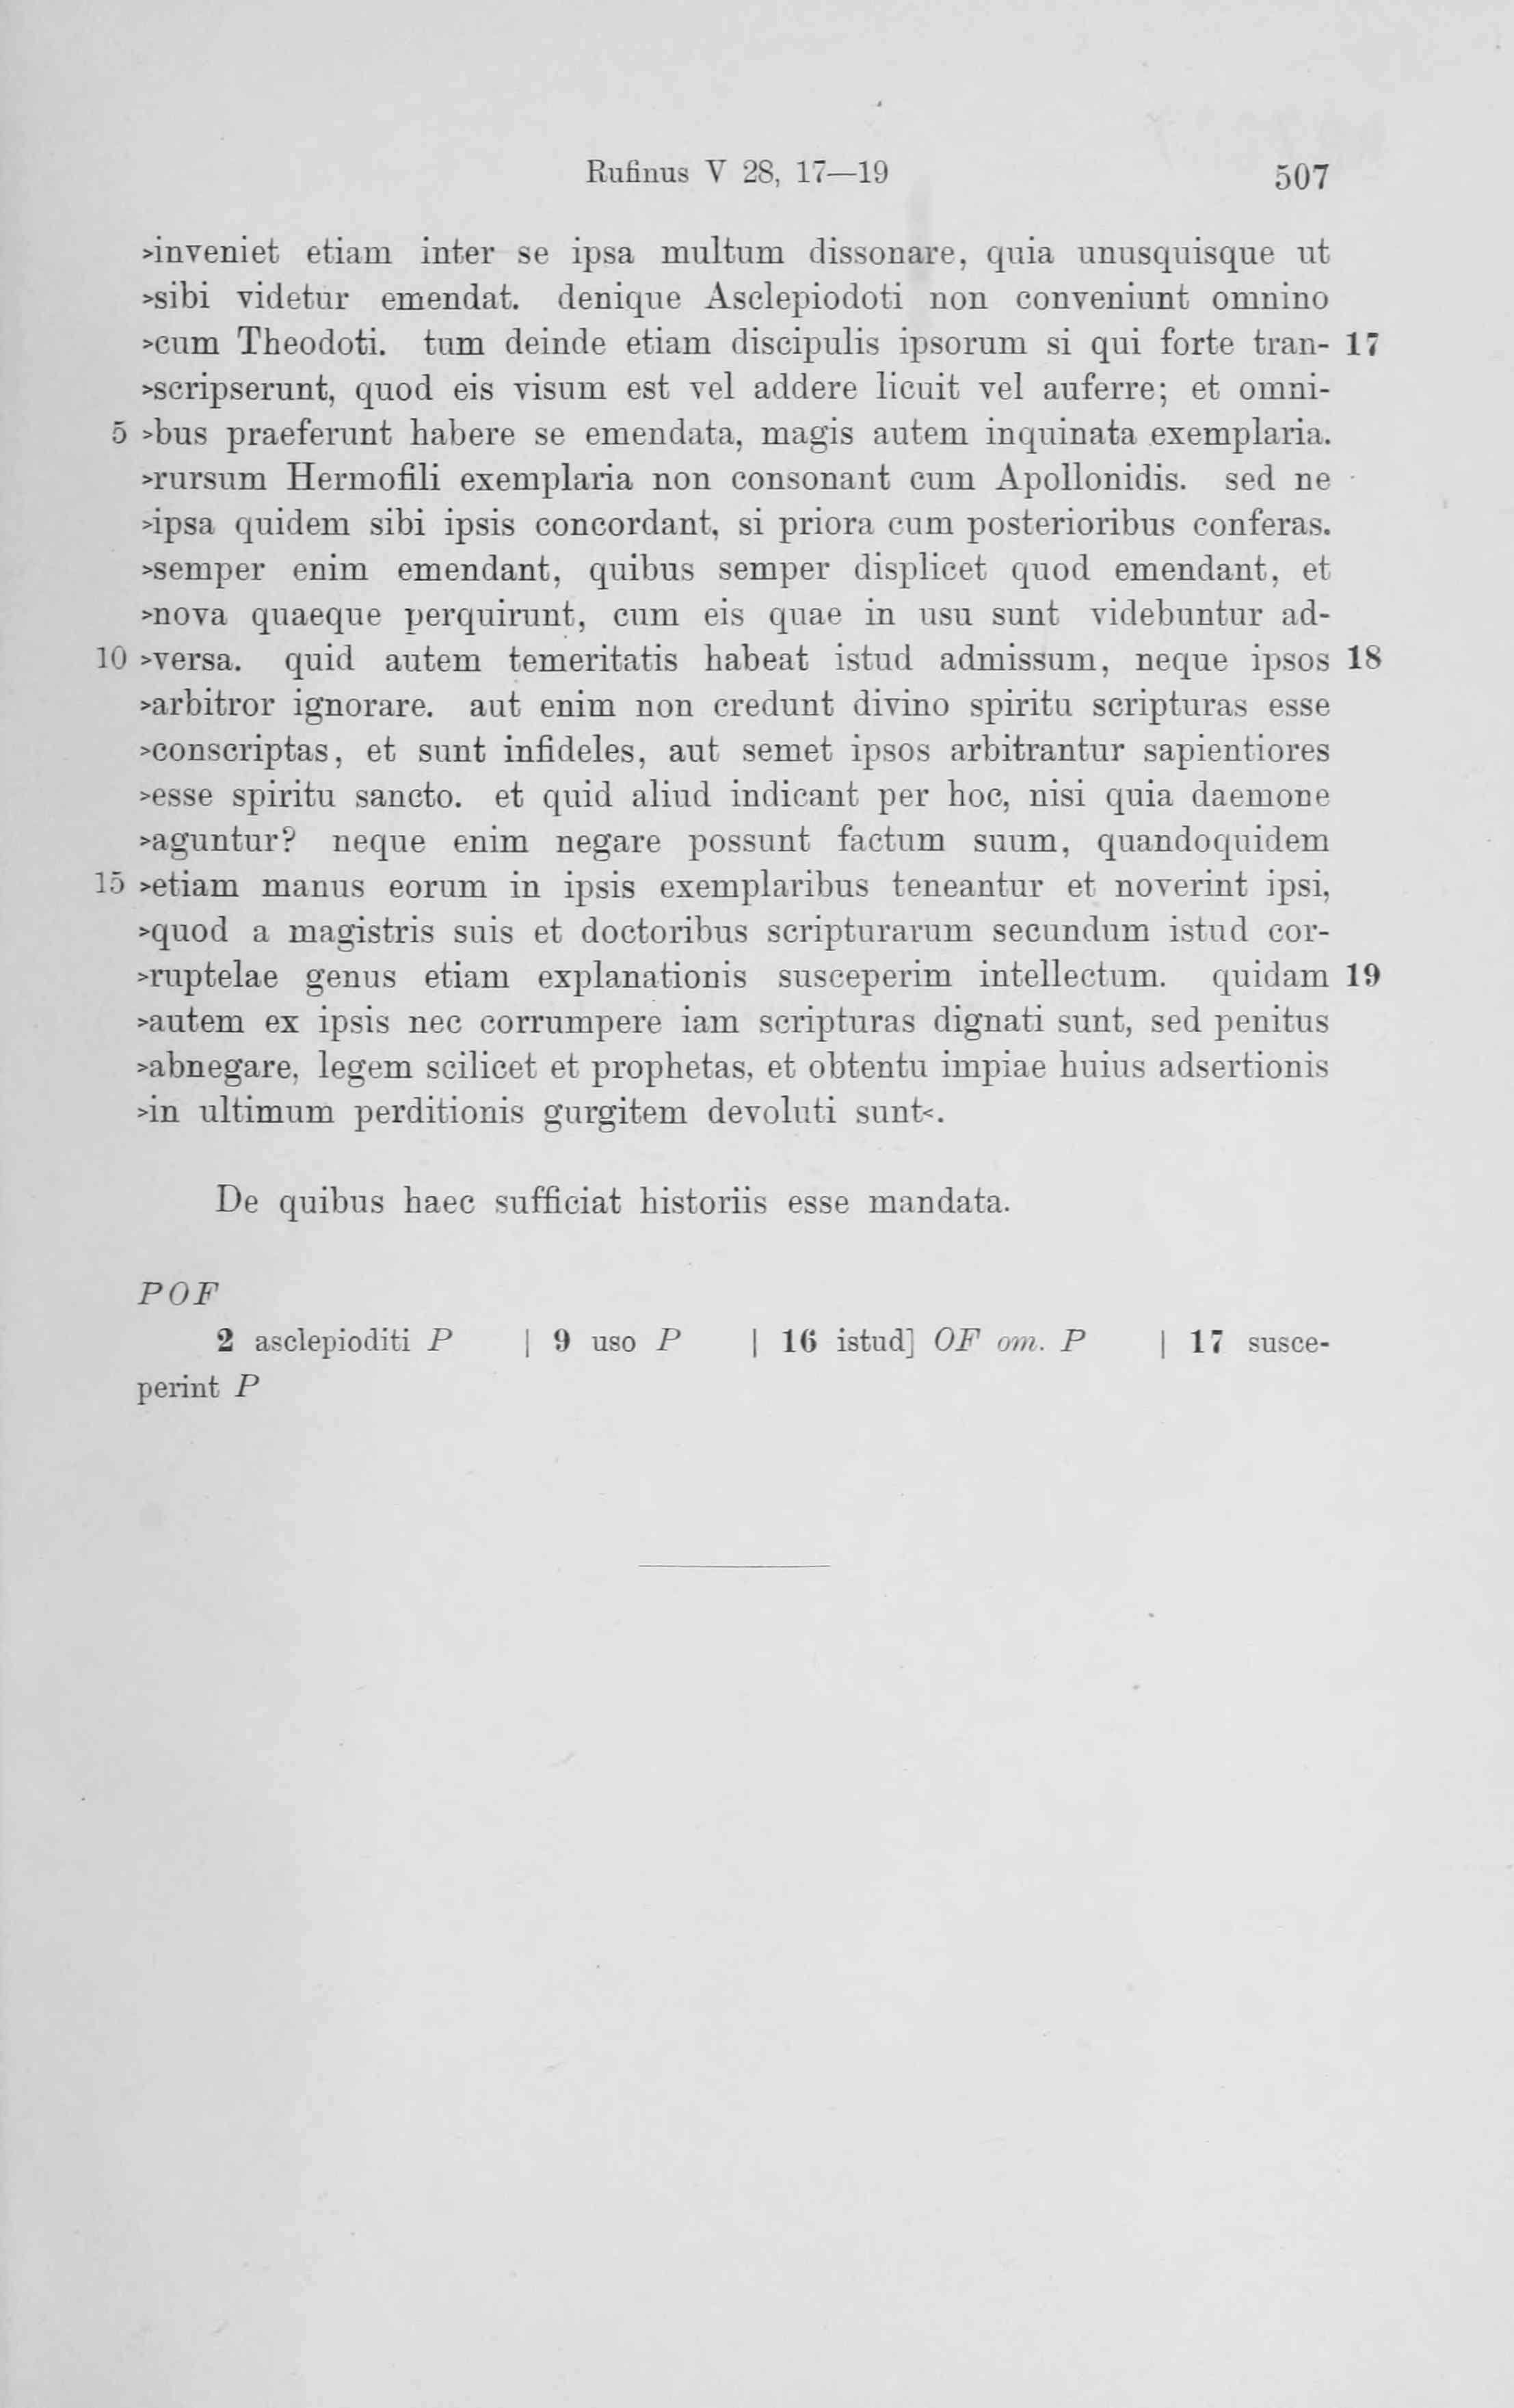 Rufinus V 28, 17—19 507
>inveniet etiam inter se ipsa multum dissonare, quia unusquisque ut
>sibi videtur emendat. denique Asclepiodoti non conveniunt omnino
>cum Theodoti. tum deinde etiam discipulis ipsorum si qui forte tran- 17
>scripserunt, quod eis visum est vel addere licuit vel auferre; et omni-
5 >bus praeferunt habere se emendata, magis autem inquinata exemplaria.
>rursum Hermofili exemplaria non consonant cum Apollonidis. sed ne
>ipsa quidem sibi ipsis concordant, si priora cum posterioribus conferas.
>semper enim emendant, quibus semper displicet quod emendant, et
>nova quaeque perquirunt, cum eis quae in usu sunt videbuntur ad-
10 >versa. quid autem temeritatis habeat istud admissum, neque ipsos 18
>arbitror ignorare. aut enim non credunt divino spiritu scripturas esse
>conscriptas, et sunt infideles, aut semet ipsos arbitrantur sapientiores
>esse spiritu sancto. et quid aliud indicant per hoc, nisi quia daemone
>aguntur? neque enim negare possunt factum suum, quandoquidem
15 >etiam manus eorum in ipsis exemplaribus teneantur et noverint ipsi,
>quod a magistris suis et doctoribus scripturarum secundum istud cor-
>ruptelae genus etiam explanationis susceperim intellectum. quidam 19
>autem ex ipsis nec corrumpere iam scripturas dignati sunt, sed penitus
>abnegare, legem scilicet et prophetas, et obtentu impiae huius adsertionis
>in ultimum perditionis gurgitem devoluti sunt<.
De quibus haec sufficiat historiis esse mandata.
POF
2 asclepioditi P | 9 uso P | 16 istud] OF om. P | 17 susce-
perint P